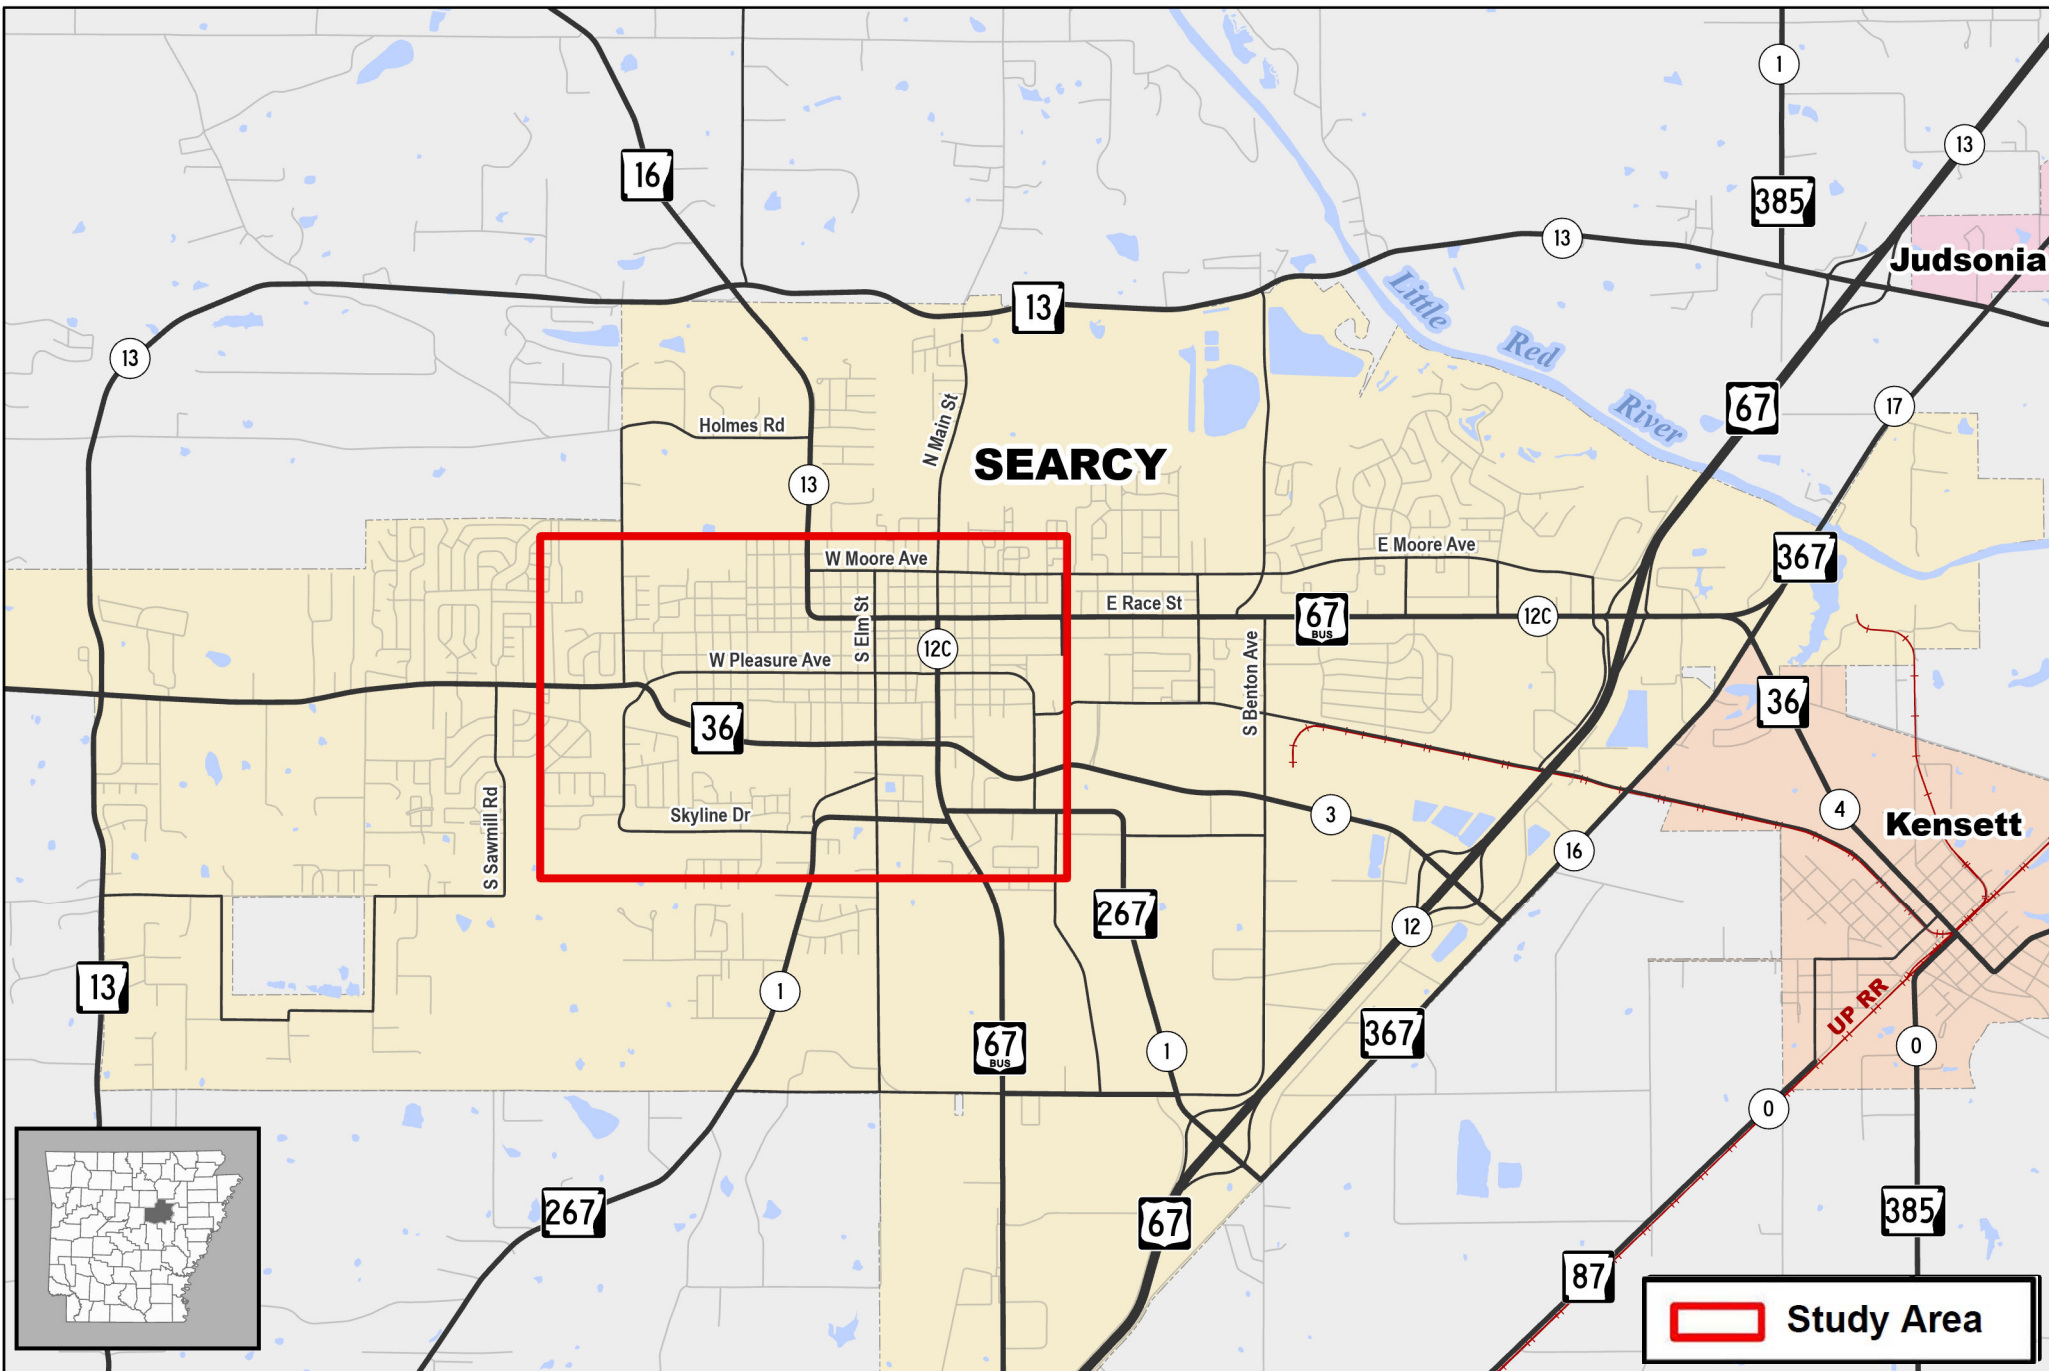 1
13
16
385
13
Judsonia
13
13
Little
Red
River
67
17
Holmes Rd
N Main St
SEARCY
13
W Moore Ave
E Moore Ave
367
E Race St
67
BUS
12C
S Elm St
12C
W Pleasure Ave
S Benton Ave
36
36
Skyline Dr
S Sawmill Rd
3
4
Kensett
16
267
12
13
1
UP RR
367
67
BUS
1
0
0
267
67
385
87
Study Area